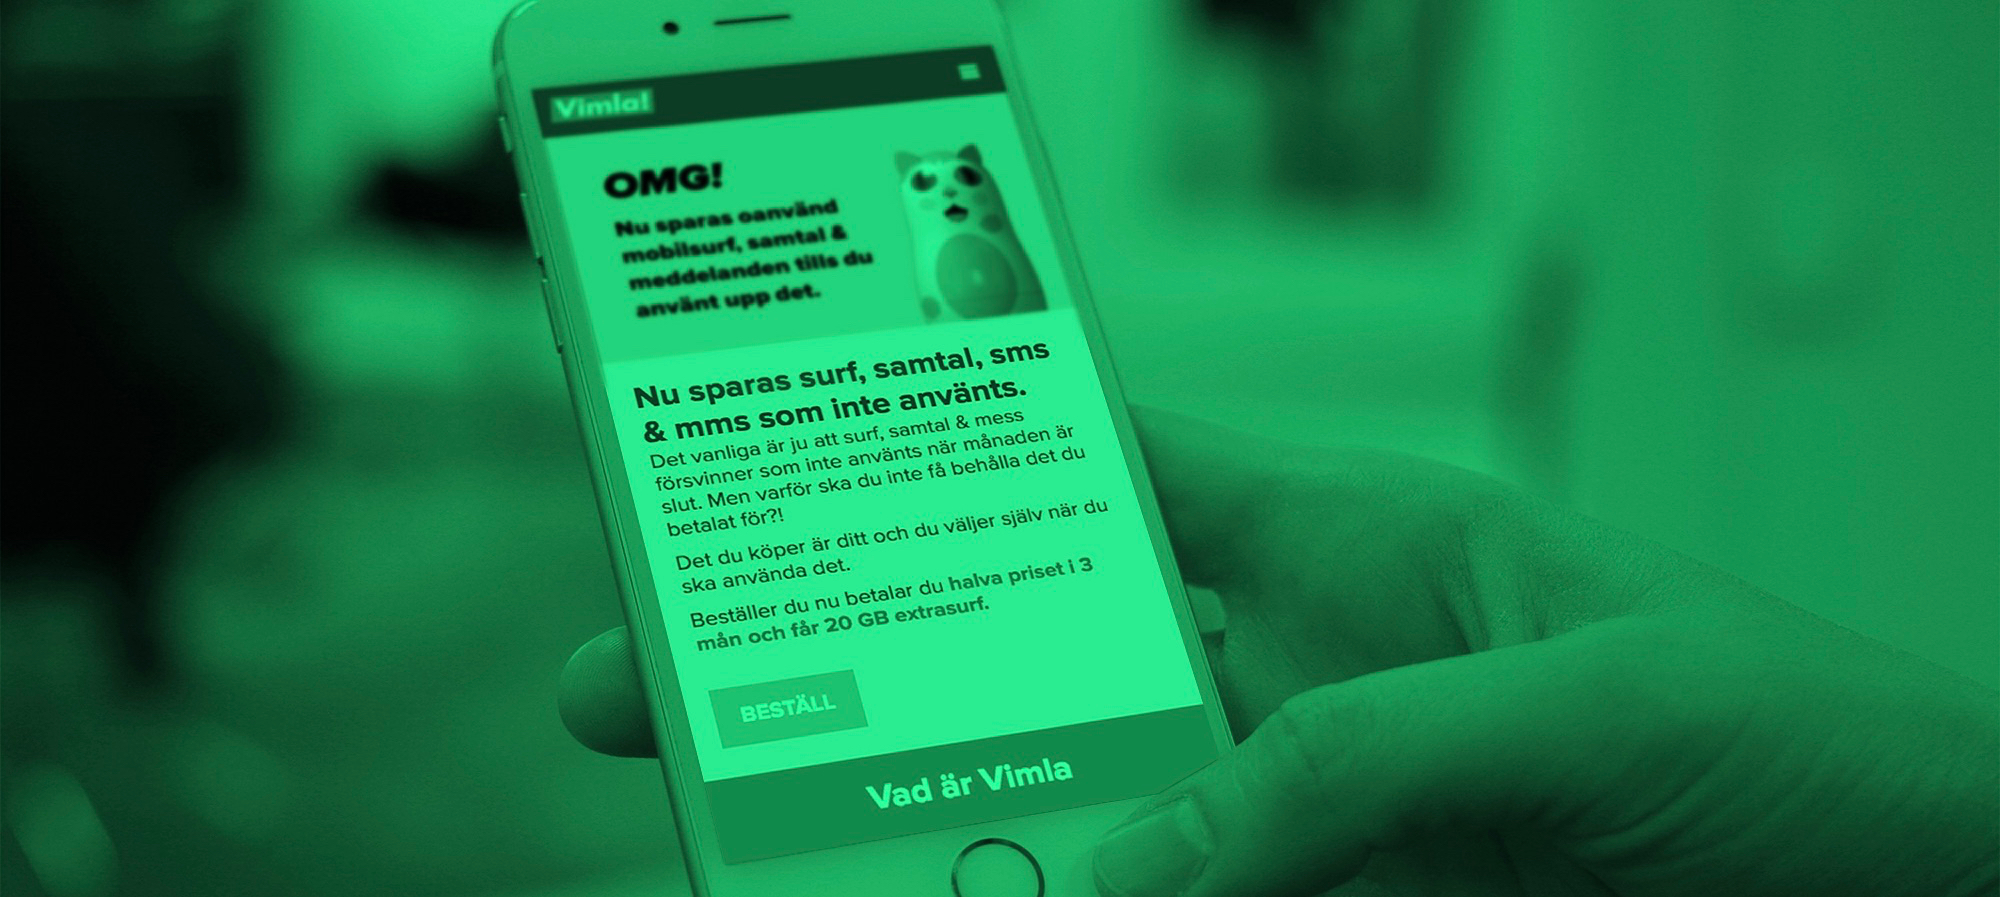 Vimla!
OMG!
Nu sparas oanvänd
mobilsurf, samtal &
meddelanden tills du
använt upp det.
Nu sparas surf, samtal, sms
& mms som inte använts.
Det vanliga är ju att surf, samtal & mess
försvinner som inte använts när månaden är
slut. Men varför ska du inte få behålla det du
betalat för?!
Det du köper är ditt och du väljer själv när du
ska använda det.
Beställer du nu betalar du halva priset i 3
mån och får 20 GB extrasurf.
BESTÄLL
Vad är Vimla